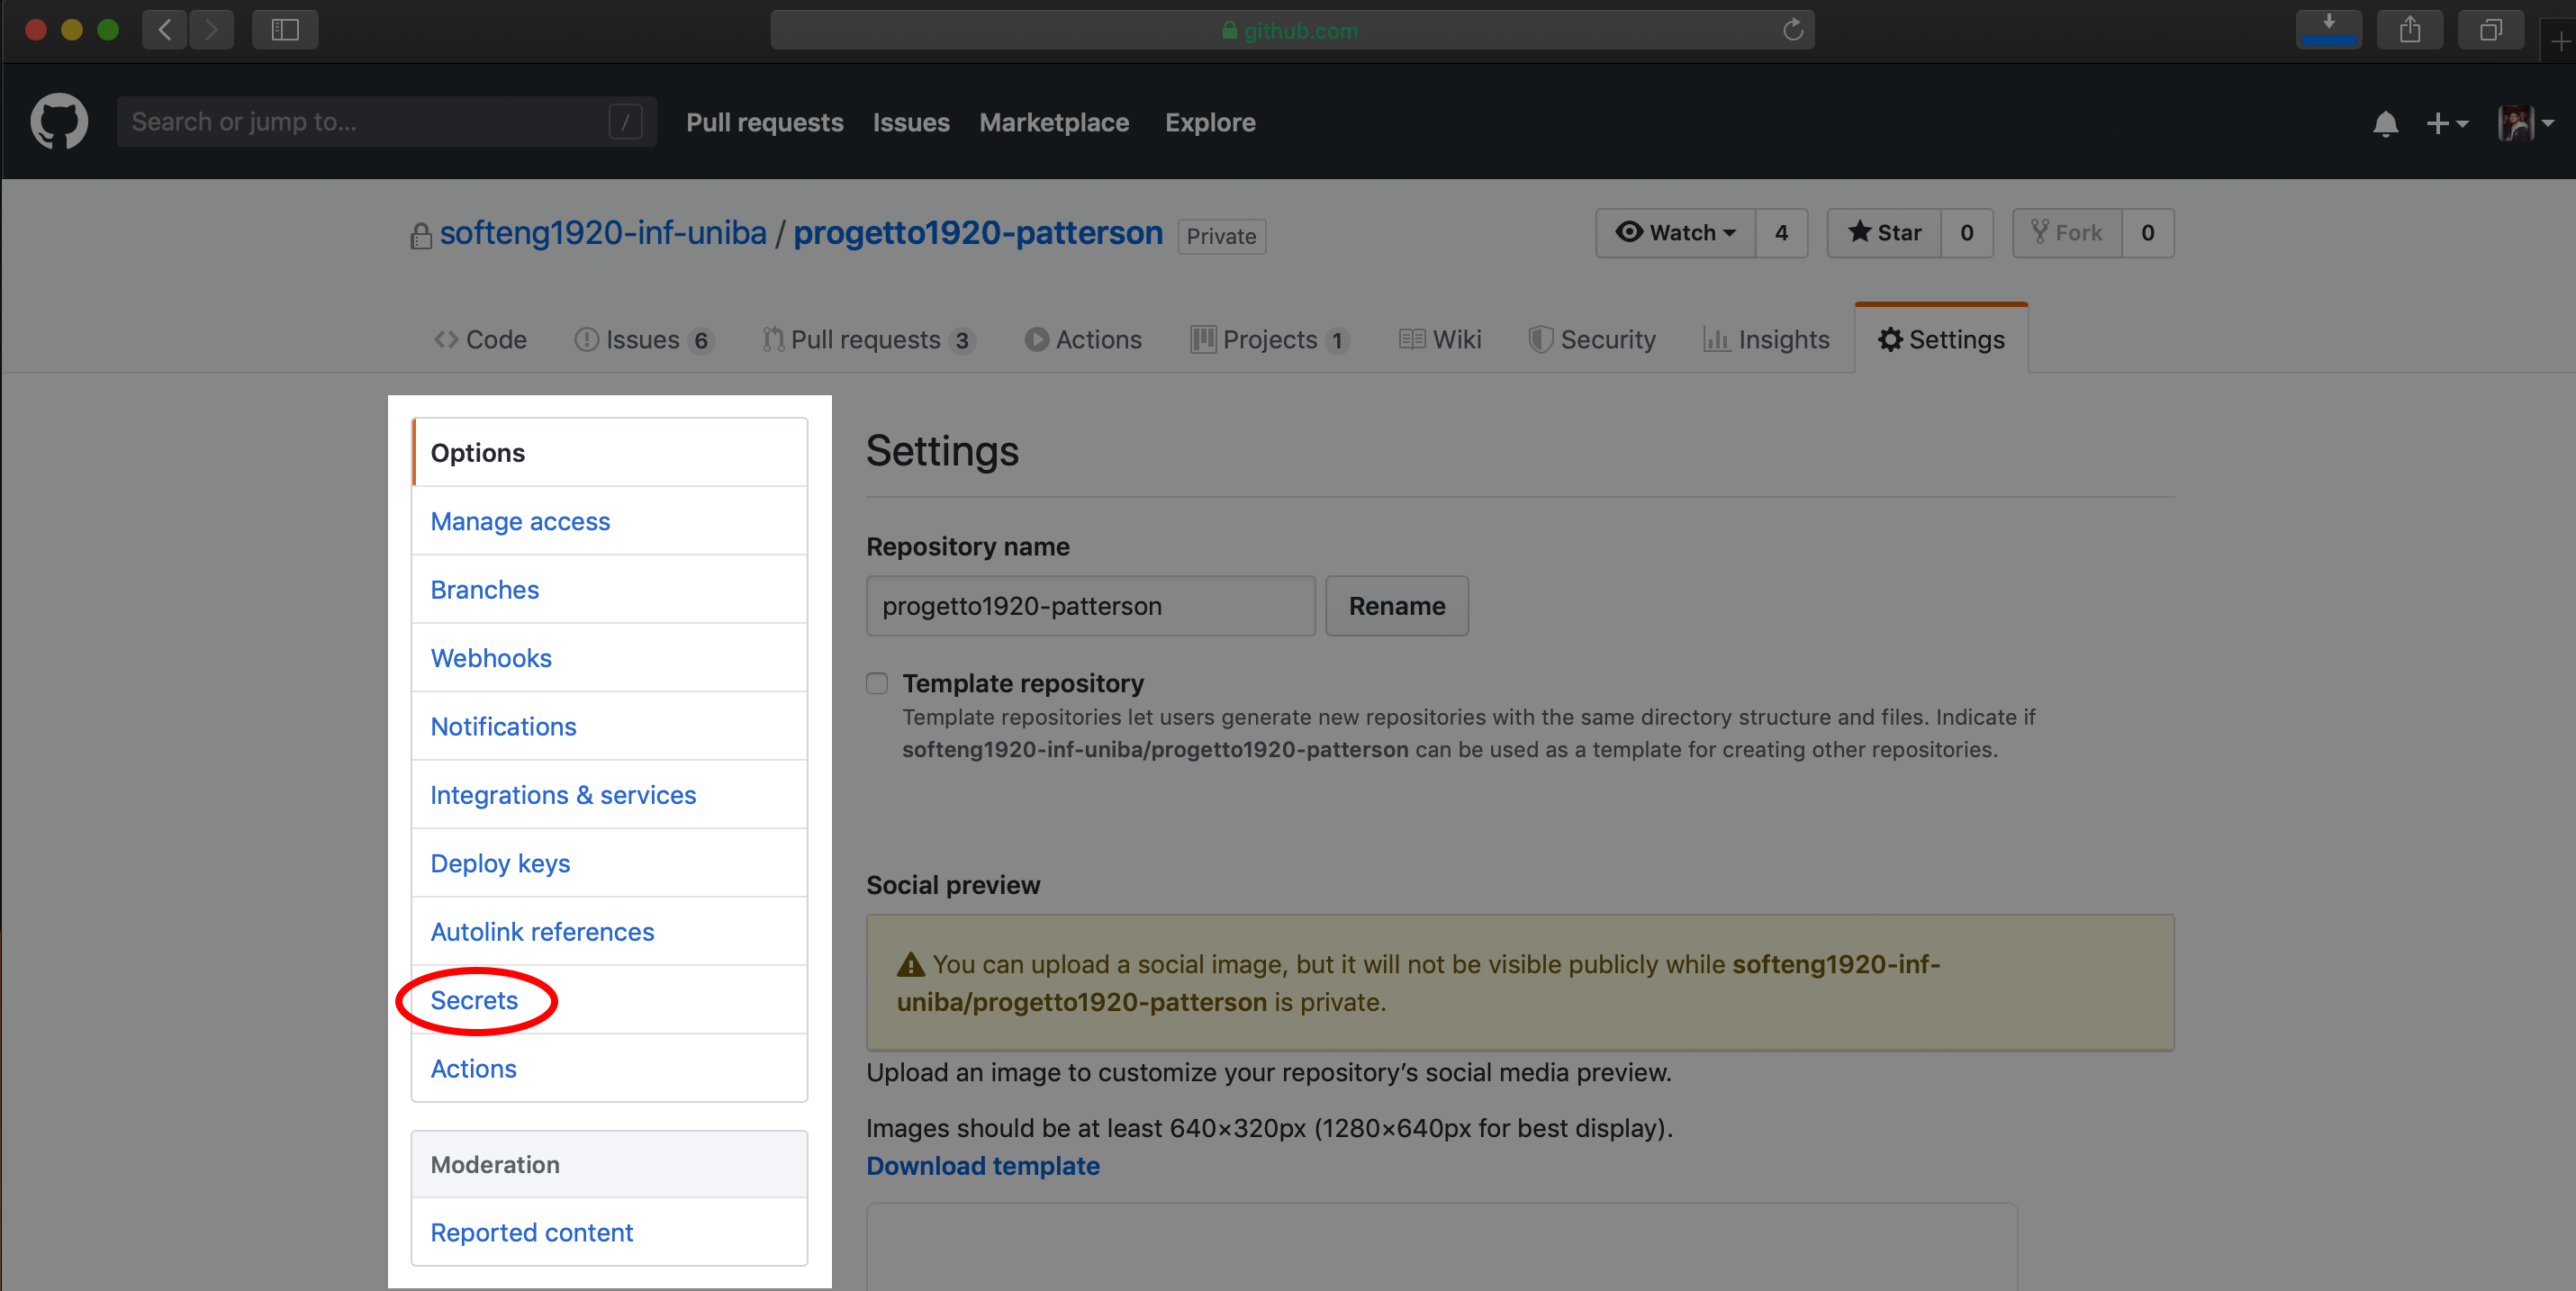 github.com
Search or jump to... /
Pull requests Issues Marketplace Explore
softeng1920-inf-uniba / progetto1920-patterson Private
Watch 4 Star 0 Fork 0
Code Issues 6 Pull requests 3 Actions Projects 1 Wiki Security Insights Settings
Options
Manage access
Branches
Webhooks
Notifications
Integrations & services
Deploy keys
Autolink references
Secrets
Actions
Moderation
Reported content
Settings
Repository name
progetto1920-patterson Rename
Template repository
Template repositories let users generate new repositories with the same directory structure and files. Indicate if
softeng1920-inf-uniba/progetto1920-patterson can be used as a template for creating other repositories.
Social preview
You can upload a social image, but it will not be visible publicly while softeng1920-inf-
uniba/progetto1920-patterson is private.
Upload an image to customize your repository’s social media preview.
Images should be at least 640×320px (1280×640px for best display).
Download template